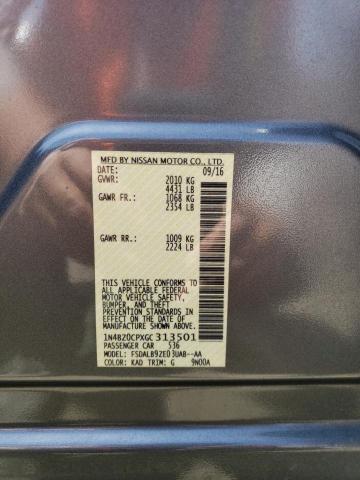 MFD BY NISSAN MOTOR CO., LTD.
DATE: 09/16
GVWR: 2010 KG
4431 LB
GAWR FR.: 1068 KG
2354 LB
GAWR RR.: 1009 KG
2224 LB
THIS VEHICLE CONFORMS TO
ALL APPLICABLE FEDERAL
MOTOR VEHICLE SAFETY,
BUMPER, AND THEFT
PREVENTION STANDARDS IN
EFFECT ON THE DATE OF
MANUFACTURE SHOWN ABOVE.
1N4BZ0CPXGC 313501
PASSENGER CAR 536
MODEL: FSDALB9ZE03UAB--AA
COLOR: KAD TRIM: G 9N00A